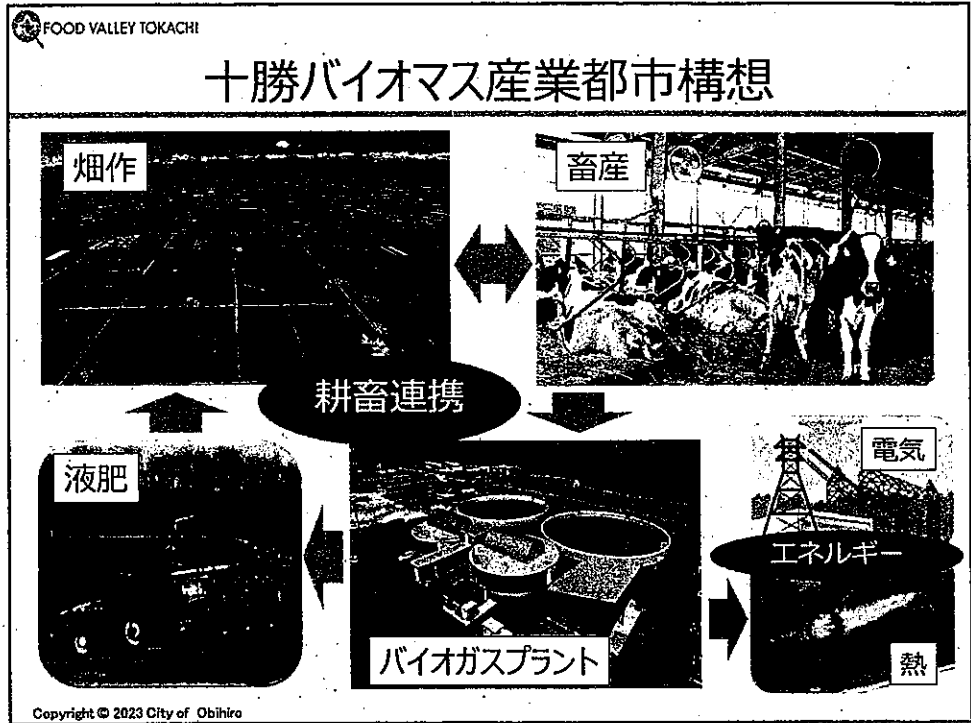 FOOD VALLEY TOKACHI
十勝バイオマス産業都市構想
畑作
畜産
耕畜連携
液肥
電気
エネルギー
バイオガスプラント
熱
Copyright © 2023 City of Obihiro